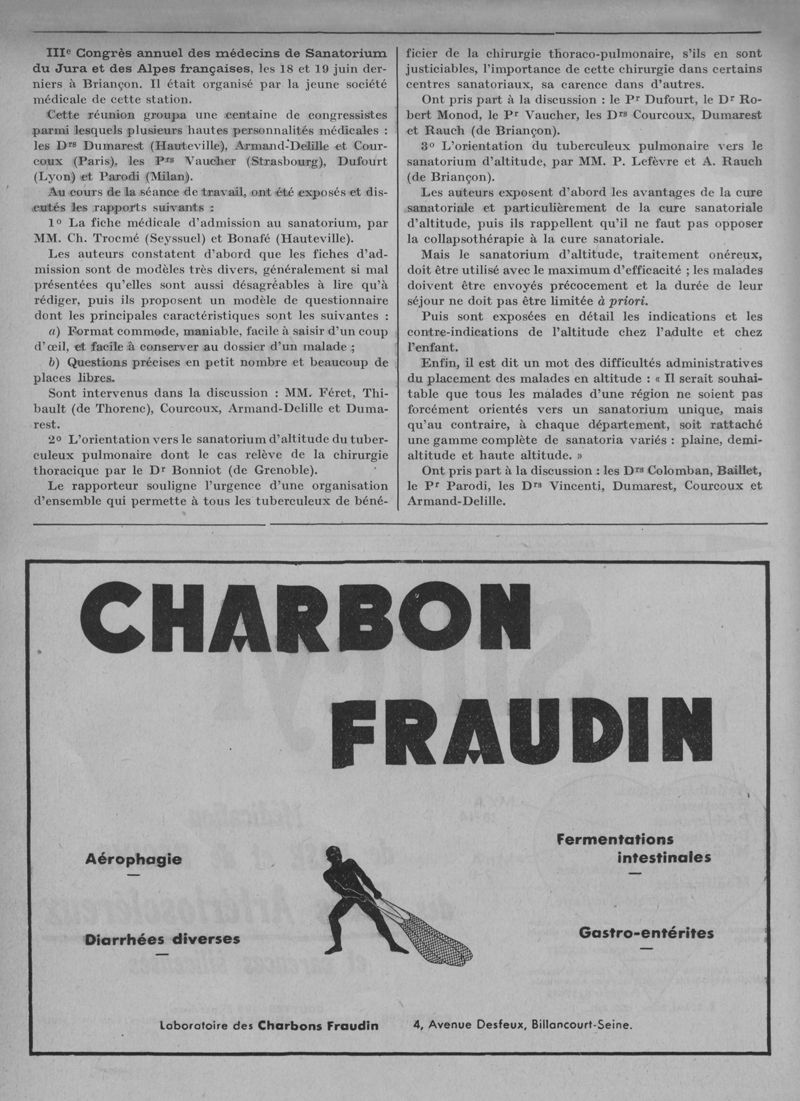 IIIe Congrès annuel des médecins de Sanatorium
du Jura et des Alpes françaises, les 18 et 19 juin der-
niers à Briançon. Il était organisé par la jeune société
médicale de cette station.
Cette réunion groupa une centaine de congressistes
parmi lesquels plusieurs hautes personnalités médicales :
les Drs Dumarest (Hauteville), Armand-Delille et Cour-
coux (Paris), les Prs Vaucher (Strasbourg), Dufourt
(Lyon) et Parodi (Milan).
Au cours de la séance de travail, ont été exposés et dis-
cutés les rapports suivants :
1o La fiche médicale d'admission au sanatorium, par
MM. Ch. Trocmé (Seyssuel) et Bonafé (Hauteville).
Les auteurs constatent d'abord que les fiches d'ad-
mission sont de modèles très divers, généralement si mal
présentées qu'elles sont aussi désagréables à lire qu'à
rédiger, puis ils proposent un modèle de questionnaire
dont les principales caractéristiques sont les suivantes :
a) Format commode, maniable, facile à saisir d'un coup
d'œil, et facile à conserver au dossier d'un malade ;
b) Questions précises en petit nombre et beaucoup de
places libres.
Sont intervenus dans la discussion : MM. Féret, Thi-
bault (de Thorenc), Courcoux, Armand-Delille et Duma-
rest.
2o L'orientation vers le sanatorium d'altitude du tuber-
culeux pulmonaire dont le cas relève de la chirurgie
thoracique par le Dr Bonniot (de Grenoble).
Le rapporteur souligne l'urgence d'une organisation
d'ensemble qui permette à tous les tuberculeux de béné-
ficier de la chirurgie thoraco-pulmonaire, s'ils en sont
justiciables, l'importance de cette chirurgie dans certains
centres sanatoriaux, sa carence dans d'autres.
Ont pris part à la discussion : le Pr Dufourt, le Dr Ro-
bert Monod, le Pr Vaucher, les Drs Courcoux, Dumarest
et Rauch (de Briançon).
3o L'orientation du tuberculeux pulmonaire vers le
sanatorium d'altitude, par MM. P. Lefèvre et A. Rauch
(de Briançon).
Les auteurs exposent d'abord les avantages de la cure
sanatoriale et particulièrement de la cure sanatoriale
d'altitude, puis ils rappellent qu'il ne faut pas opposer
la collapsothérapie à la cure sanatoriale.
Mais le sanatorium d'altitude, traitement onéreux,
doit être utilisé avec le maximum d'efficacité ; les malades
doivent être envoyés précocement et la durée de leur
séjour ne doit pas être limitée à priori.
Puis sont exposées en détail les indications et les
contre-indications de l'altitude chez l'adulte et chez
l'enfant.
Enfin, il est dit un mot des difficultés administratives
du placement des malades en altitude : « Il serait souhai-
table que tous les malades d'une région ne soient pas
forcément orientés vers un sanatorium unique, mais
qu'au contraire, à chaque département, soit rattaché
une gamme complète de sanatoria variés : plaine, demi-
altitude et haute altitude. »
Ont pris part à la discussion : les Drs Colomban, Baillet,
le Pr Parodi, les Drs Vincenti, Dumarest, Courcoux et
Armand-Delille.
CHARBON
FRAUDIN
Aérophagie
Fermentations
intestinales
Diarrhées diverses
Gastro-entérites
Laboratoire des Charbons Fraudin 4, Avenue Desfeux, Billancourt-Seine.